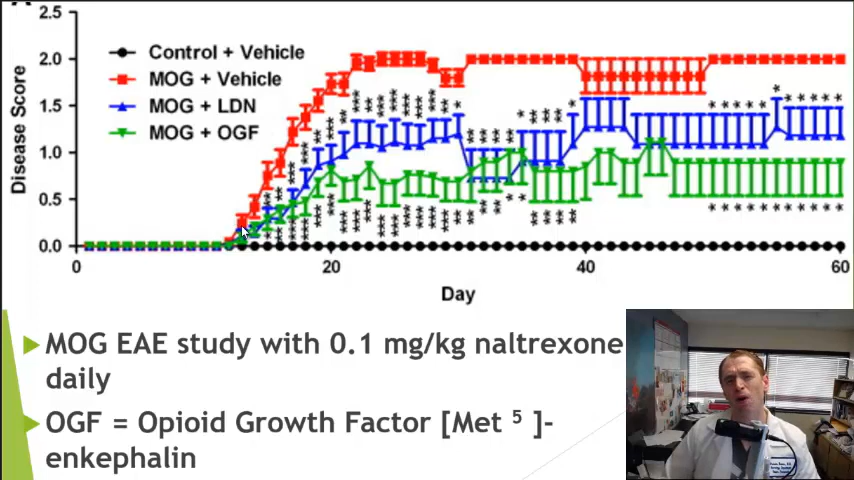 Control + Vehicle
MOG + Vehicle
MOG + LDN
MOG + OGF
Disease Score
2.5
2.0
1.5
1.0
0.5
0.0
0
20
40
60
Day
MOG EAE study with 0.1 mg/kg naltrexone
daily
OGF = Opioid Growth Factor [Met 5 ]-
enkephalin